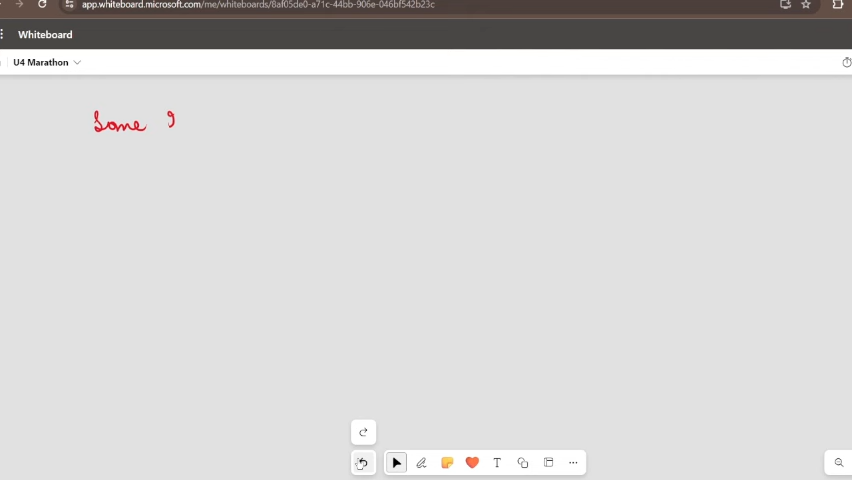 app.whiteboard.microsoft.com/me/whiteboards/8af05de0-a71c-44bb-906e-046bf542b23c
Whiteboard
U4 Marathon
Some
T